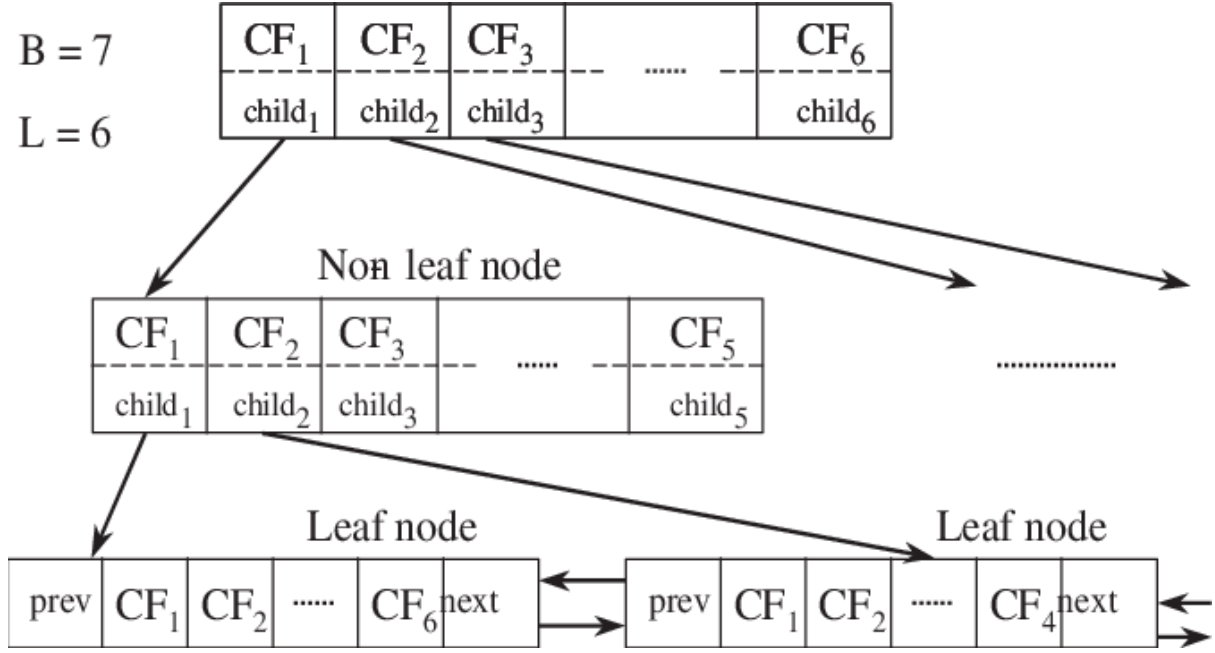 B = 7
L = 6
CF₁ CF₂ CF₃ ...... CF₆
child₁ child₂ child₃ child₆
Non leaf node
CF₁ CF₂ CF₃ ...... CF₅
child₁ child₂ child₃ child₅
Leaf node Leaf node
prev CF₁ CF₂ ...... CF₆ next prev CF₁ CF₂ ...... CF₄ next